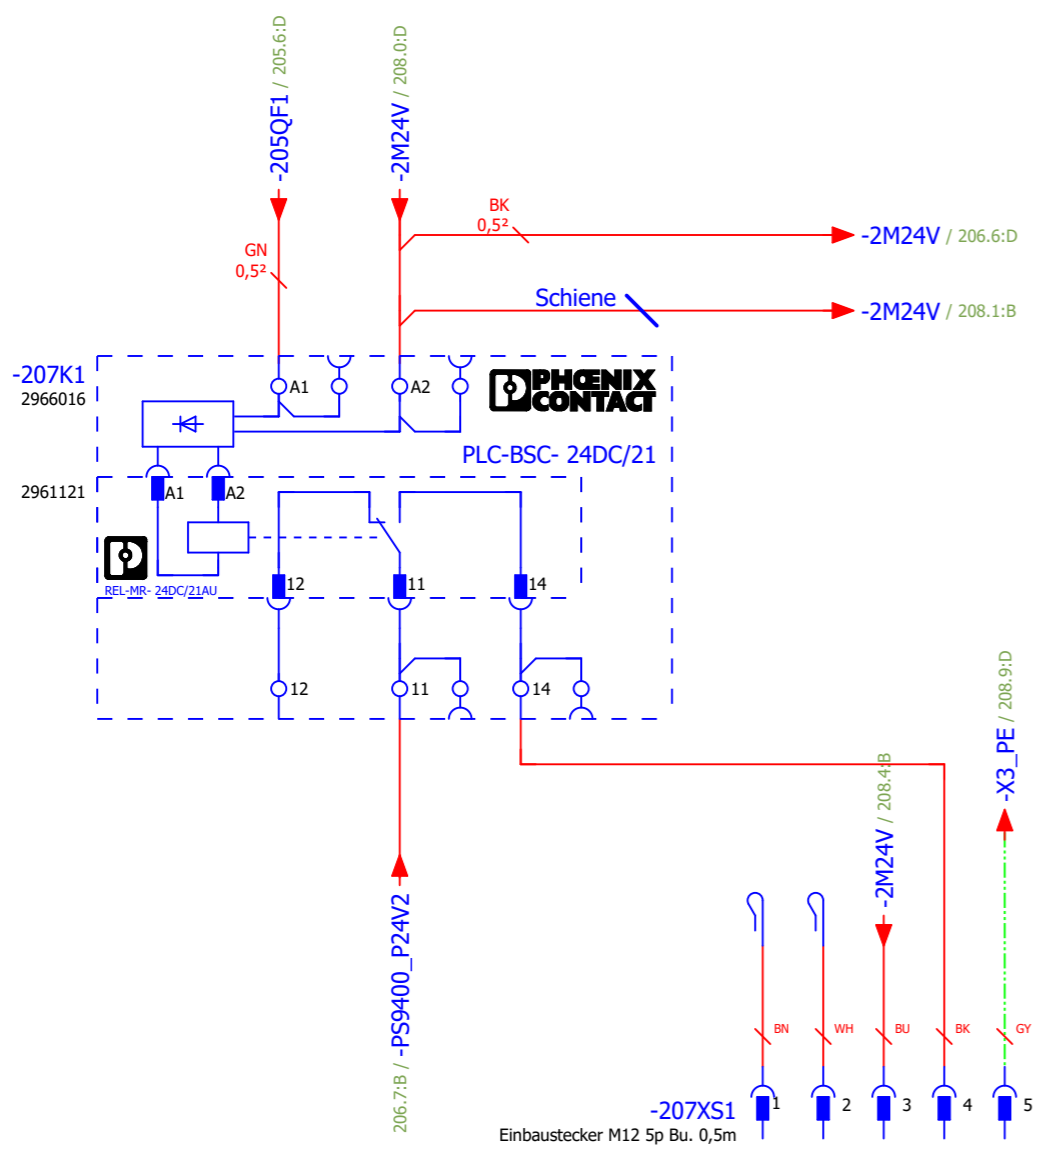 -205QF1 / 205.6:D
-2M24V / 208.0:D
BK
0,5²
-2M24V / 206.6:D
GN
0,5²
Schiene
-2M24V / 208.1:B
-207K1
2966016
A1
A2
PHŒNIX
CONTACT
PLC-BSC- 24DC/21
2961121
A1
A2
REL-MR- 24DC/21AU
12
11
14
12
11
14
-PS9400_P24V2
206.7:B /
-2M24V / 208.4:B
-X3_PE / 208.9:D
BN
WH
BU
BK
GY
-207XS1
1
2
3
4
5
Einbaustecker M12 5p Bu. 0,5m